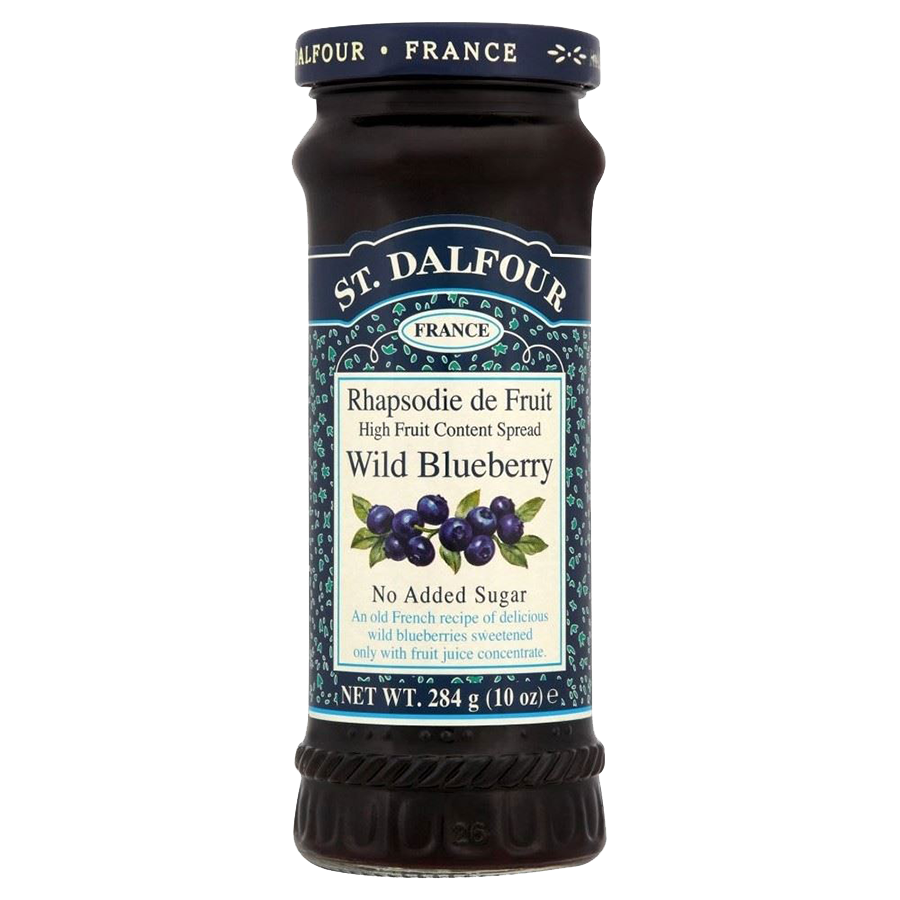 DALFOUR • FRANCE
ST. DALFOUR
FRANCE
Rhapsodie de Fruit
High Fruit Content Spread
Wild Blueberry
No Added Sugar
An old French recipe of delicious
wild blueberries sweetened
only with fruit juice concentrate.
NET WT. 284 g (10 oz) ℮
26